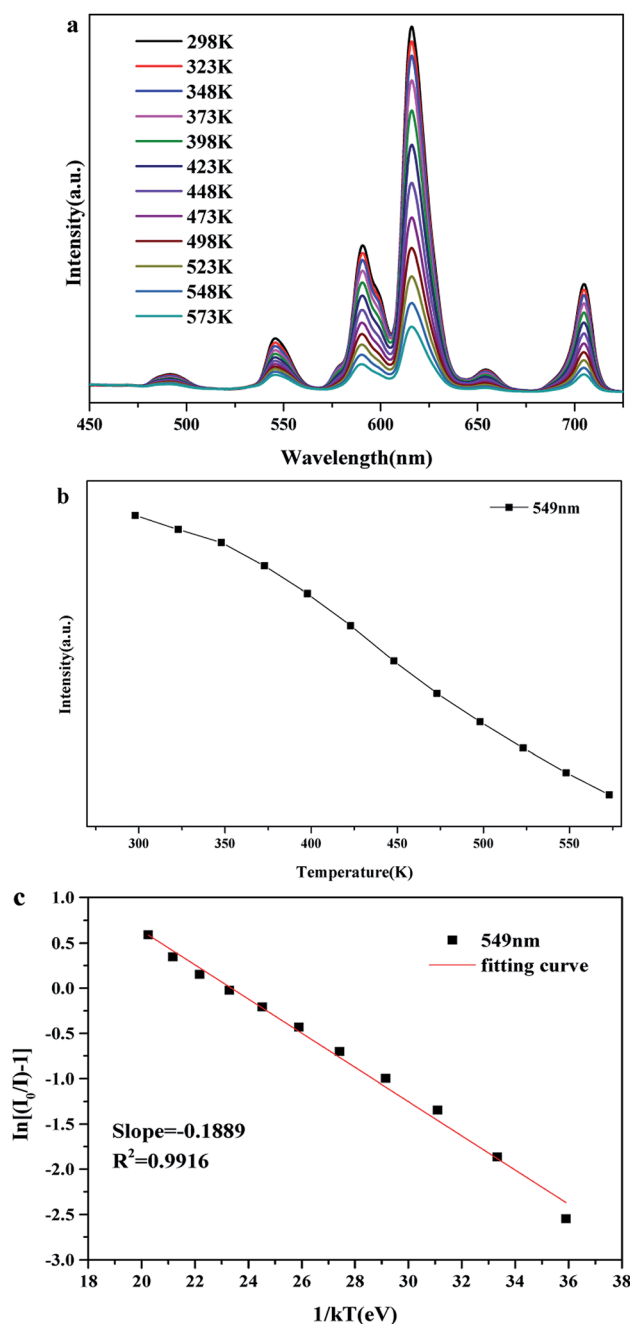 a
298K
323K
348K
373K
398K
423K
448K
473K
498K
523K
548K
573K
Intensity(a.u.)
450 500 550 600 650 700
Wavelength(nm)
b
549nm
Intensity(a.u.)
300 350 400 450 500 550
Temperature(K)
c
1.0
0.5
0.0
-0.5
-1.0
-1.5
-2.0
-2.5
-3.0
549nm
fitting curve
In[(I₀/I)-1]
Slope=-0.1889
R²=0.9916
18 20 22 24 26 28 30 32 34 36 38
1/kT(eV)